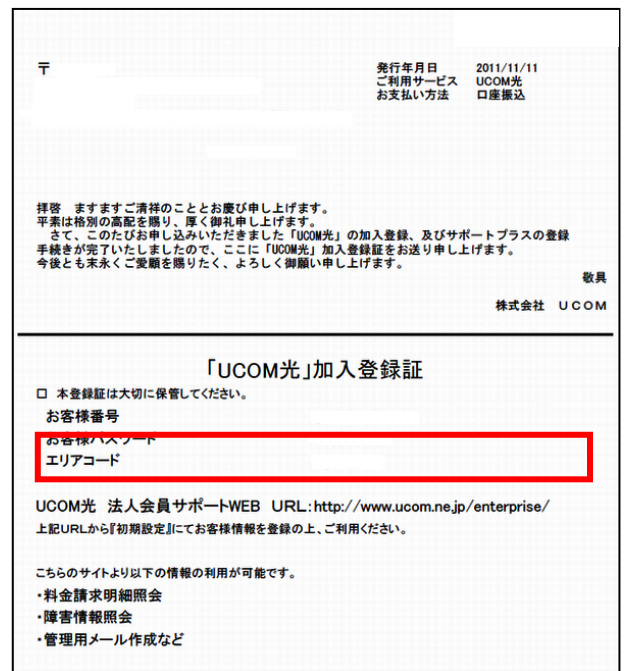 〒
発行年月日 2011/11/11
ご利用サービス UCOM光
お支払い方法 口座振込
拝啓 ますますご清祥のこととお慶び申し上げます。
平素は格別の高配を賜り、厚く御礼申し上げます。
さて、このたびお申し込みいただきました「UCOM光」の加入登録、及びサポートプラスの登録
手続きが完了いたしましたので、ここに「UCOM光」加入登録証をお送り申し上げます。
今後とも末永くご愛顧を賜りたく、よろしく御願い申し上げます。
敬具
株式会社 UCOM
「UCOM光」加入登録証
□ 本登録証は大切に保管してください。
お客様番号
お客様パスワード
エリアコード
UCOM光 法人会員サポートWEB URL:http://www.ucom.ne.jp/enterprise/
上記URLから『初期設定』にてお客様情報を登録の上、ご利用ください。
こちらのサイトより以下の情報の利用が可能です。
・料金請求明細照会
・障害情報照会
・管理用メール作成など